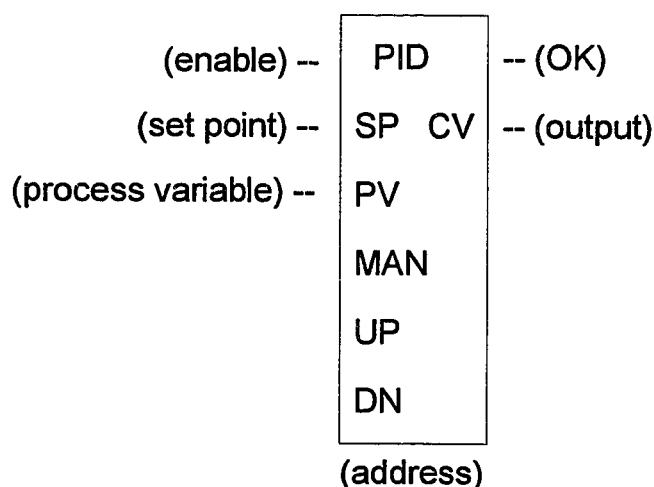 (enable) -- PID -- (OK)
(set point) -- SP CV -- (output)
(process variable) -- PV
MAN
UP
DN
(address)